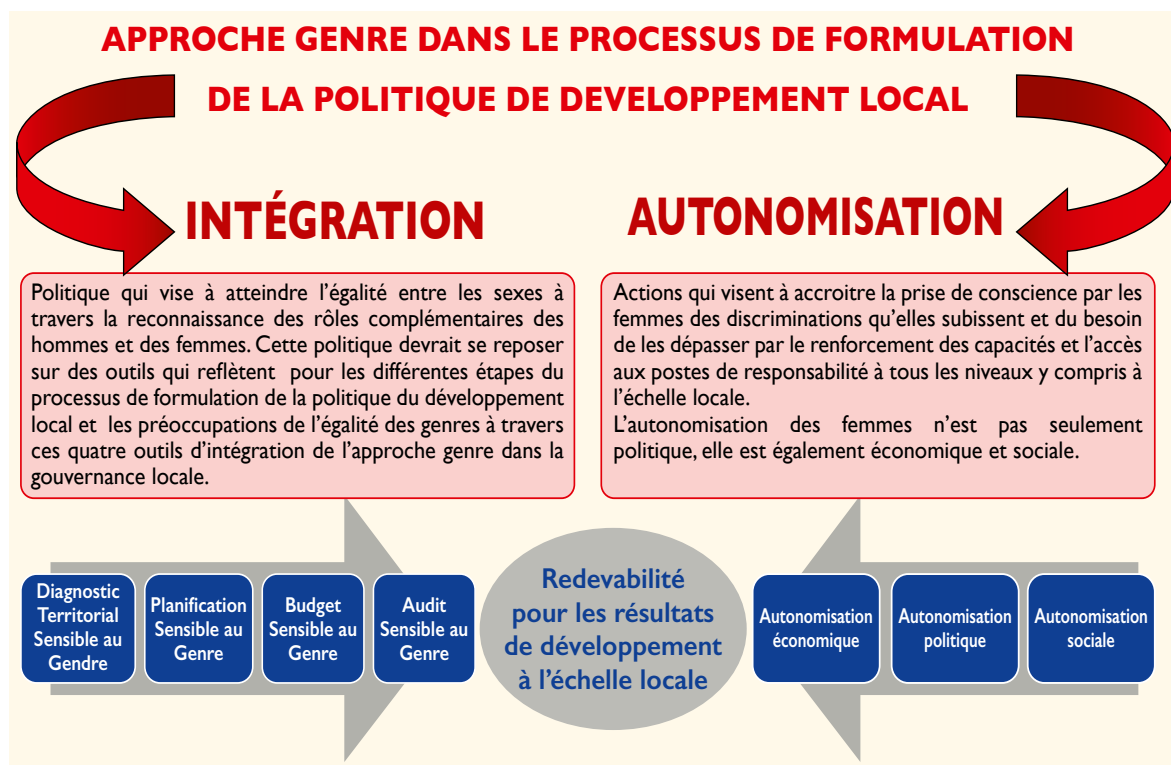 APPROCHE GENRE DANS LE PROCESSUS DE FORMULATION
DE LA POLITIQUE DE DEVELOPPEMENT LOCAL
INTÉGRATION
Politique qui vise à atteindre l’égalité entre les sexes à
travers la reconnaissance des rôles complémentaires des
hommes et des femmes. Cette politique devrait se reposer
sur des outils qui reflètent pour les différentes étapes du
processus de formulation de la politique du développement
local et les préoccupations de l’égalité des genres à travers
ces quatre outils d’intégration de l’approche genre dans la
gouvernance locale.
AUTONOMISATION
Actions qui visent à accroitre la prise de conscience par les
femmes des discriminations qu’elles subissent et du besoin
de les dépasser par le renforcement des capacités et l’accès
aux postes de responsabilité à tous les niveaux y compris à
l’échelle locale.
L’autonomisation des femmes n’est pas seulement
politique, elle est également économique et sociale.
Diagnostic
Territorial
Sensible au
Gendre
Planification
Sensible au
Genre
Budget
Sensible au
Genre
Audit
Sensible au
Genre
Redevabilité
pour les résultats
de développement
à l’échelle locale
Autonomisation
économique
Autonomisation
politique
Autonomisation
sociale